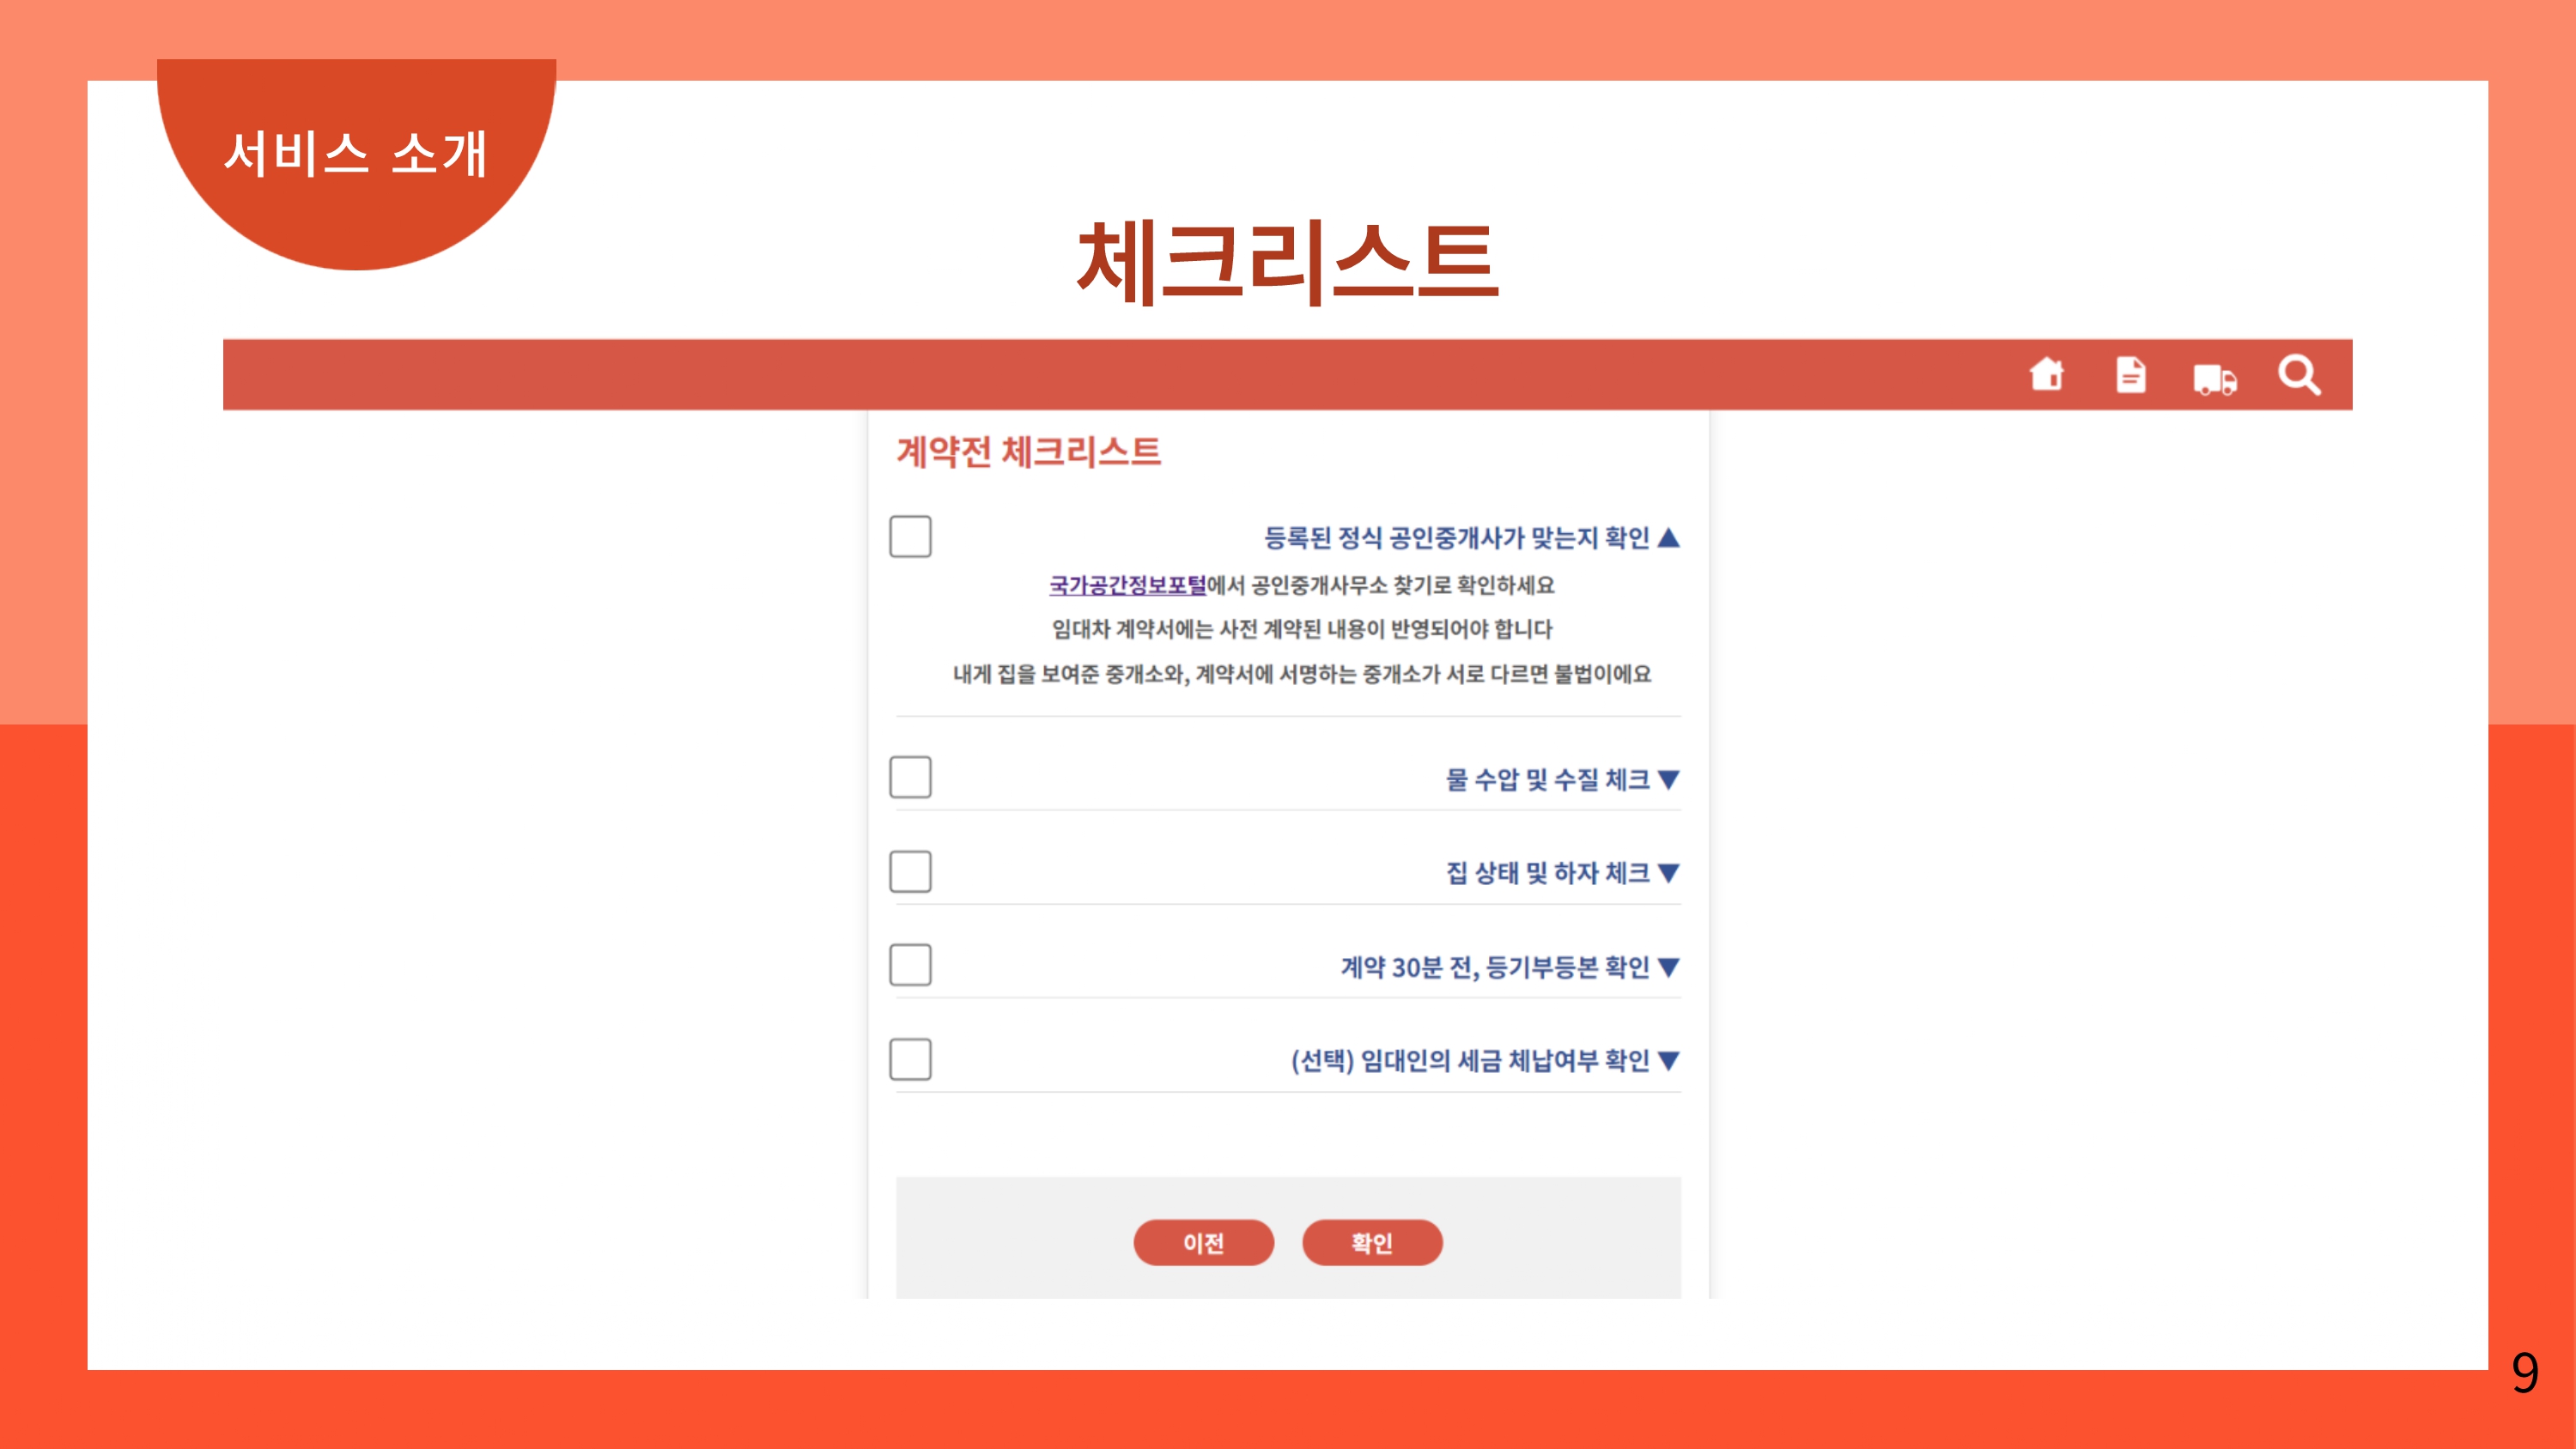 서비스 소개
체크리스트
계약전 체크리스트
등록된 정식 공인중개사가 맞는지 확인 ▲
국가공간정보포털에서 공인중개사무소 찾기로 확인하세요
임대차 계약서에는 사전 계약된 내용이 반영되어야 합니다
내게 집을 보여준 중개소와, 계약서에 서명하는 중개소가 서로 다르면 불법이에요
물 수압 및 수질 체크 ▼
집 상태 및 하자 체크 ▼
계약 30분 전, 등기부등본 확인 ▼
(선택) 임대인의 세금 체납여부 확인 ▼
이전
확인
9